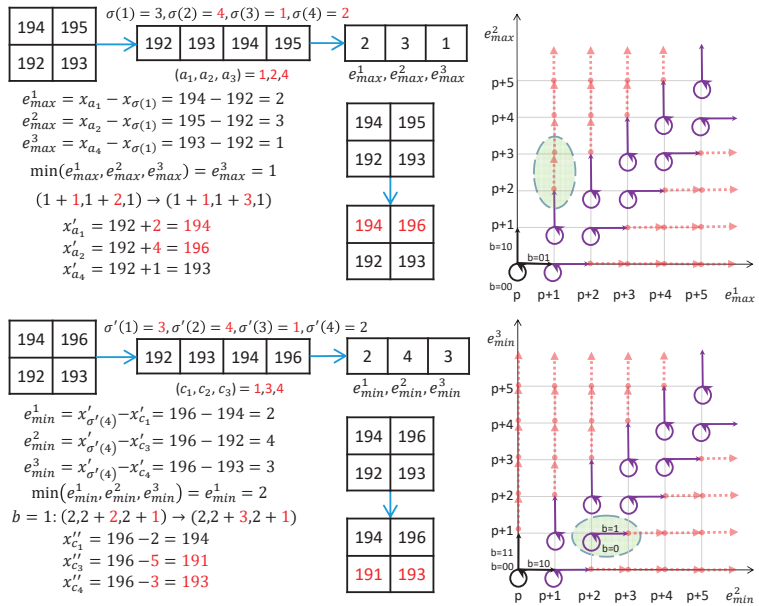 σ(1) = 3, σ(2) = 4, σ(3) = 1, σ(4) = 2
194 195
192 193
192 193 194 195
2 3 1
(a₁, a₂, a₃) = 1,2,4
e¹ₘₐₓ, e²ₘₐₓ, e³ₘₐₓ
e¹ₘₐₓ = x_{a₁} − x_{σ(1)} = 194 − 192 = 2
e²ₘₐₓ = x_{a₂} − x_{σ(1)} = 195 − 192 = 3
e³ₘₐₓ = x_{a₄} − x_{σ(1)} = 193 − 192 = 1
min(e¹ₘₐₓ, e²ₘₐₓ, e³ₘₐₓ) = e³ₘₐₓ = 1
(1 + 1,1 + 2,1) → (1 + 1,1 + 3,1)
x′_{a₁} = 192 +2 = 194
x′_{a₂} = 192 +4 = 196
x′_{a₄} = 192 +1 = 193
194 195
192 193
194 196
192 193
e²ₘₐₓ
p+5
p+4
p+3
p+2
p+1
b=10
b=01
b=00
p p+1 p+2 p+3 p+4 p+5 e¹ₘₐₓ
σ′(1) = 3, σ′(2) = 4, σ′(3) = 1, σ′(4) = 2
194 196
192 193
192 193 194 196
2 4 3
(c₁, c₂, c₃) = 1,3,4
e¹ₘᵢₙ, e²ₘᵢₙ, e³ₘᵢₙ
e¹ₘᵢₙ = x′_{σ′(4)}−x′_{c₁} = 196 − 194 = 2
e²ₘᵢₙ = x′_{σ′(4)}−x′_{c₃} = 196 − 192 = 4
e³ₘᵢₙ = x′_{σ′(4)}−x′_{c₄} = 196 − 193 = 3
min(e¹ₘᵢₙ, e²ₘᵢₙ, e³ₘᵢₙ) = e¹ₘᵢₙ = 2
b = 1: (2,2 + 2,2 + 1) → (2,2 + 3,2 + 1)
x″_{c₁} = 196 −2 = 194
x″_{c₃} = 196 −5 = 191
x″_{c₄} = 196 −3 = 193
194 196
192 193
194 196
191 193
e³ₘᵢₙ
p+5
p+4
p+3
p+2
p+1
b=1
b=0
b=11
b=00
b=10
p p+1 p+2 p+3 p+4 p+5 e²ₘᵢₙ